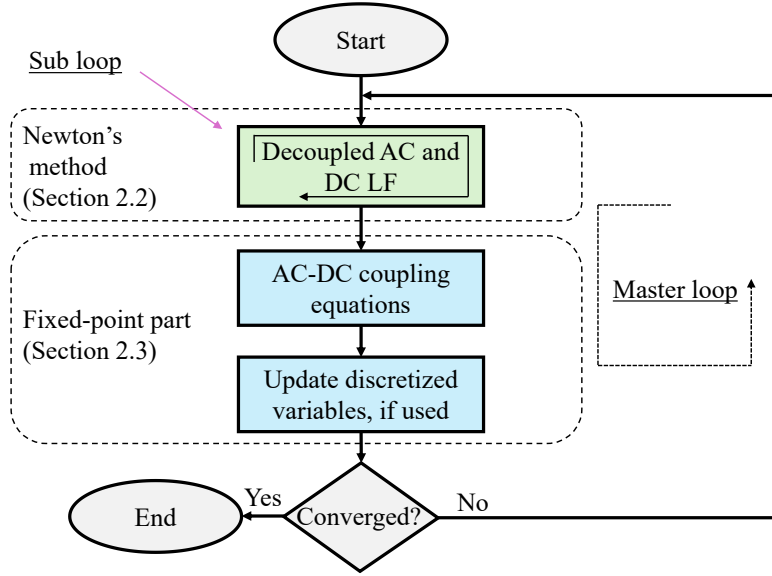 Start
Sub loop
Newton's
method
(Section 2.2)
Decoupled AC and
DC LF
AC-DC coupling
equations
Master loop
Fixed-point part
(Section 2.3)
Update discretized
variables, if used
Converged?
Yes
No
End